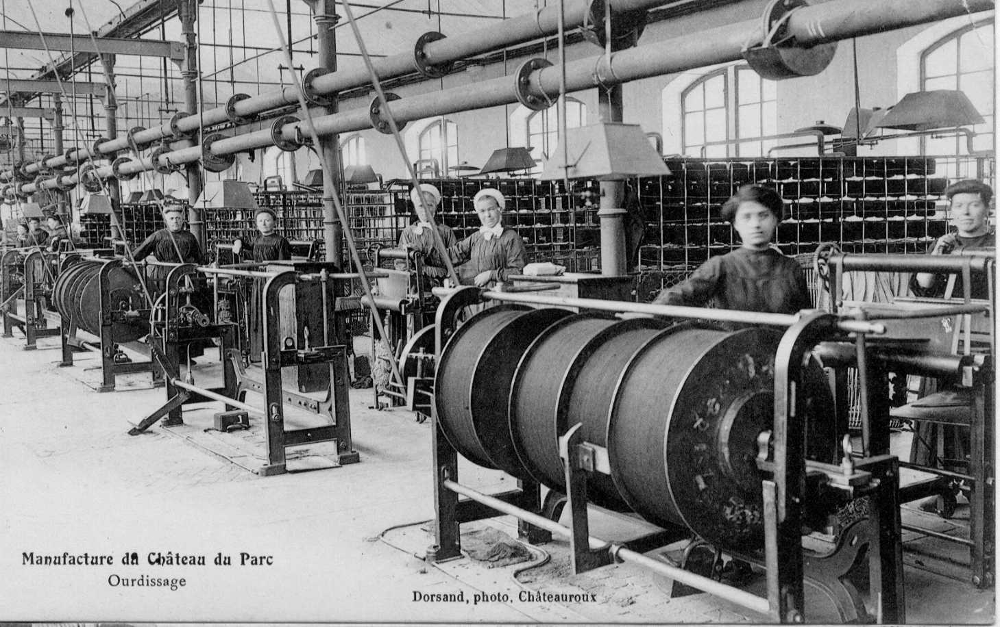 Manufacture du Château du Parc
Ourdissage
Dorsand, photo, Châteauroux